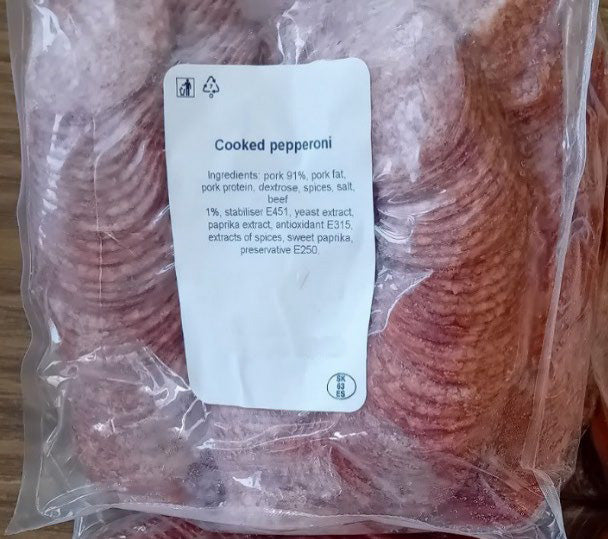 7
Cooked pepperoni
Ingredients: pork 91%, pork fat,
pork protein, dextrose, spices, salt,
beef
1%, stabiliser E451, yeast extract,
paprika extract, antioxidant E315,
extracts of spices, sweet paprika,
preservative E250.
SK
63
ES